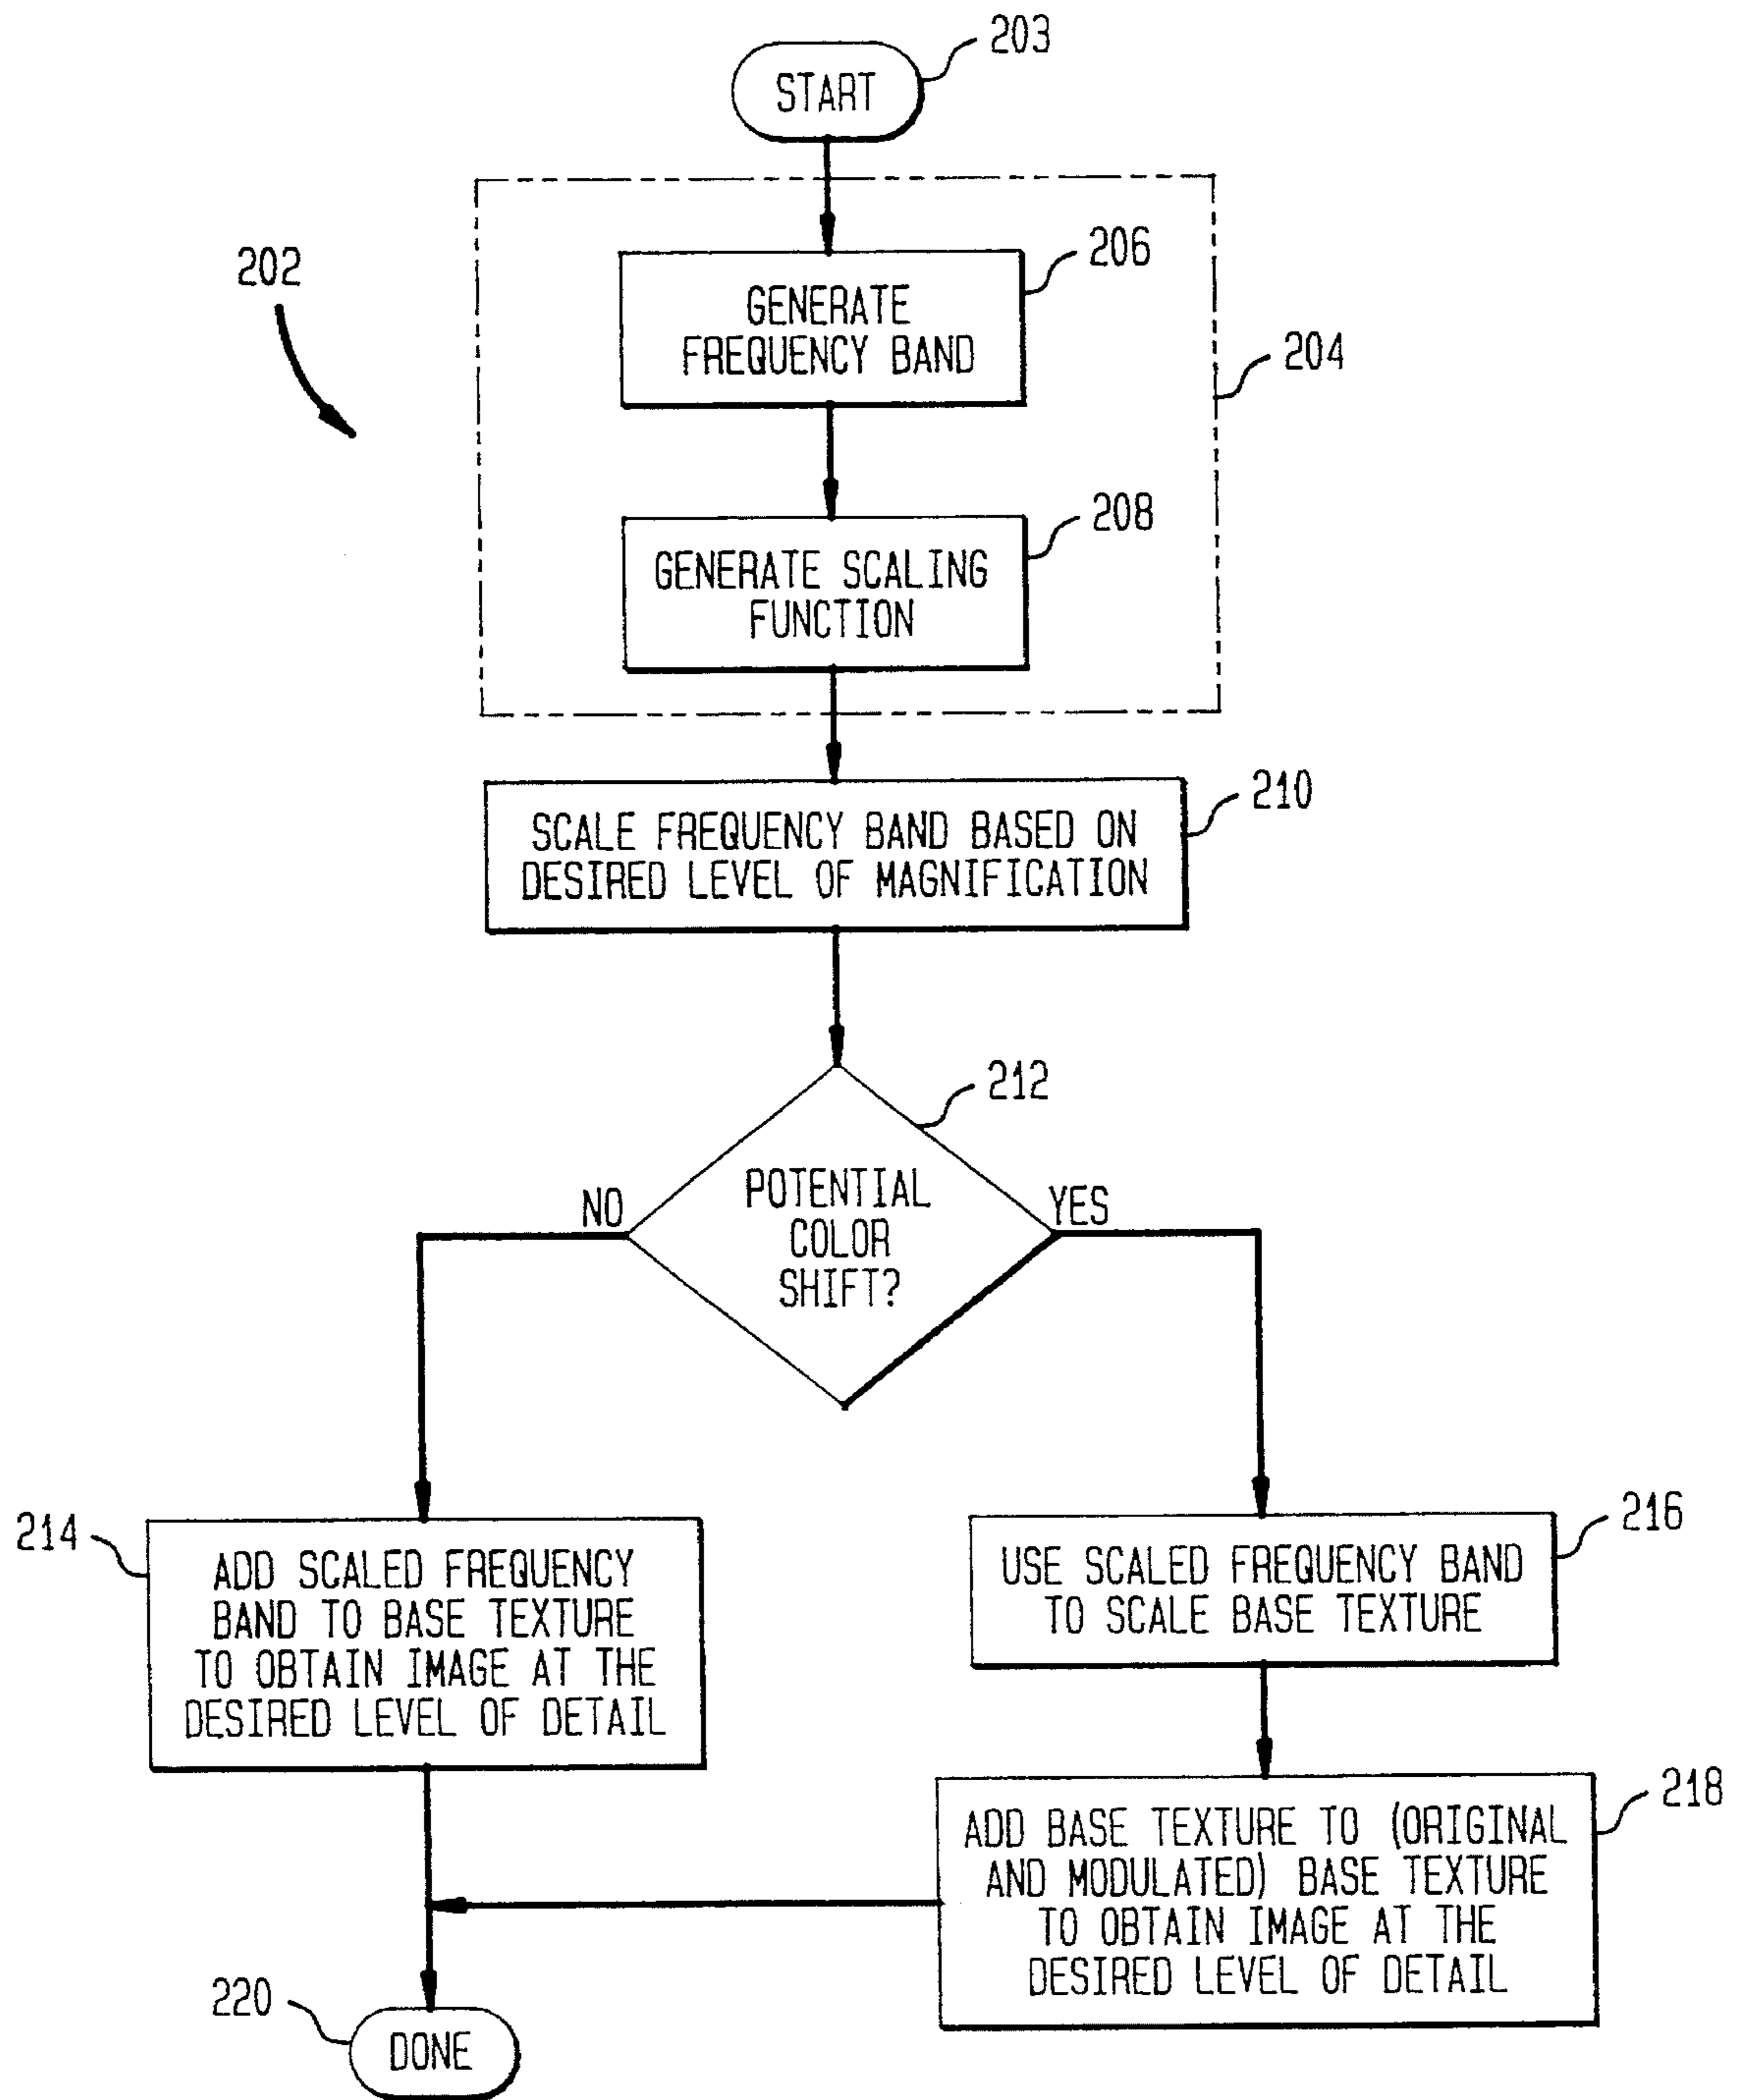 203
START
202
206
GENERATE
FREQUENCY BAND
204
208
GENERATE SCALING
FUNCTION
210
SCALE FREQUENCY BAND BASED ON
DESIRED LEVEL OF MAGNIFICATION
212
POTENTIAL
COLOR
SHIFT?
NO
YES
214
ADD SCALED FREQUENCY
BAND TO BASE TEXTURE
TO OBTAIN IMAGE AT THE
DESIRED LEVEL OF DETAIL
216
USE SCALED FREQUENCY BAND
TO SCALE BASE TEXTURE
218
ADD BASE TEXTURE TO (ORIGINAL
AND MODULATED) BASE TEXTURE
TO OBTAIN IMAGE AT THE
DESIRED LEVEL OF DETAIL
220
DONE